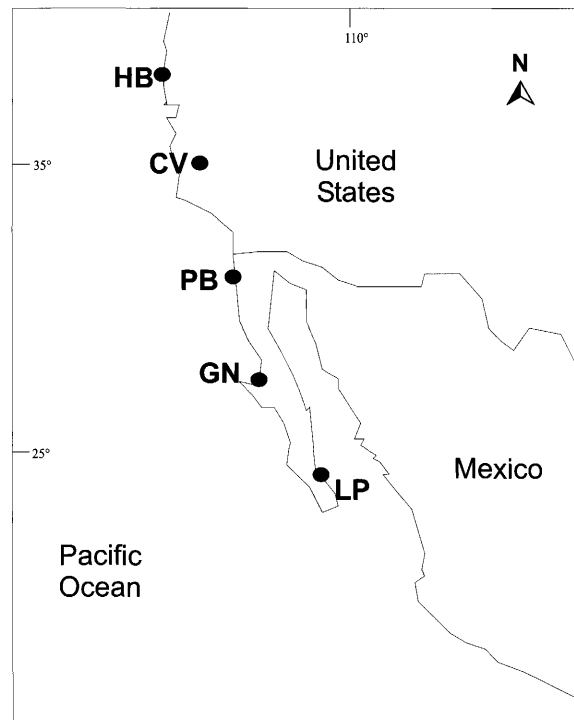 110°
N
HB
CV
35°
United
States
PB
GN
25°
Mexico
LP
Pacific
Ocean